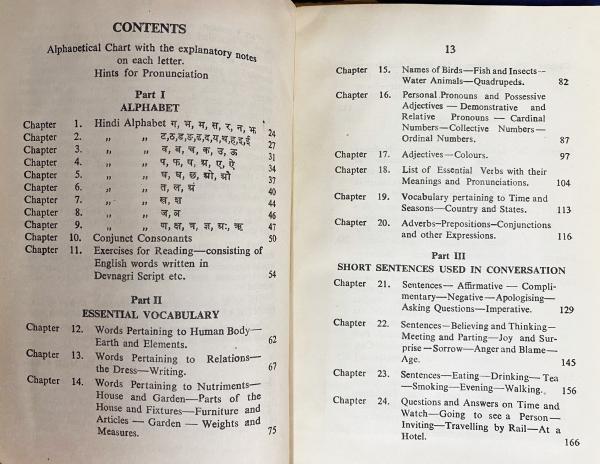 CONTENTS
Alphabetical Chart with the explanatory notes
on each letter.
Hints for Pronunciation
Part I
ALPHABET
Chapter 1. Hindi Alphabet ग, भ, म, स, र, न, झ 24
Chapter 2. „ „ ट,ठ,ढ,ङ,ड,द,य,थ,ह,इ,ई 27
Chapter 3. „ „ व, ब, च, क, उ, ऊ 31
Chapter 4. „ „ प, फ, ष, अ, ए, ऐ 34
Chapter 5. „ „ घ, ध, छ, ओ, औ 37
Chapter 6. „ „ त, ल, अं 40
Chapter 7. „ „ ख, श 44
Chapter 8. „ „ ज, ञ 46
Chapter 9. „ „ ण, क्ष, त्र, ज्ञ, अः, ऋ 47
Chapter 10. Conjunct Consonants 50
Chapter 11. Exercises for Reading—consisting of
English words written in
Devnagri Script etc. 54
Part II
ESSENTIAL VOCABULARY
Chapter 12. Words Pertaining to Human Body—
Earth and Elements. 62
Chapter 13. Words Pertaining to Relations—
the Dress—Writing. 67
Chapter 14. Words Pertaining to Nutriments—
House and Garden—Parts of the
House and Fixtures—Furniture and
Articles — Garden — Weights and
Measures. 75
13
Chapter 15. Names of Birds—Fish and Insects—
Water Animals—Quadrupeds. 82
Chapter 16. Personal Pronouns and Possessive
Adjectives — Demonstrative and
Relative Pronouns — Cardinal
Numbers—Collective Numbers—
Ordinal Numbers. 87
Chapter 17. Adjectives—Colours. 97
Chapter 18. List of Essential Verbs with their
Meanings and Pronunciations. 104
Chapter 19. Vocabulary pertaining to Time and
Seasons—Country and States. 113
Chapter 20. Adverbs—Prepositions—Conjunctions
and other Expressions. 116
Part III
SHORT SENTENCES USED IN CONVERSATION
Chapter 21. Sentences— Affirmative — Compli-
mentary—Negative—Apologising—
Asking Questions—Imperative. 129
Chapter 22. Sentences—Believing and Thinking—
Meeting and Parting—Joy and Sur-
prise—Sorrow—Anger and Blame—
Age. 145
Chapter 23. Sentences—Eating—Drinking— Tea
—Smoking—Evening—Walking. 156
Chapter 24. Questions and Answers on Time and
Watch—Going to see a Person—
Inviting—Travelling by Rail—At a
Hotel. 166